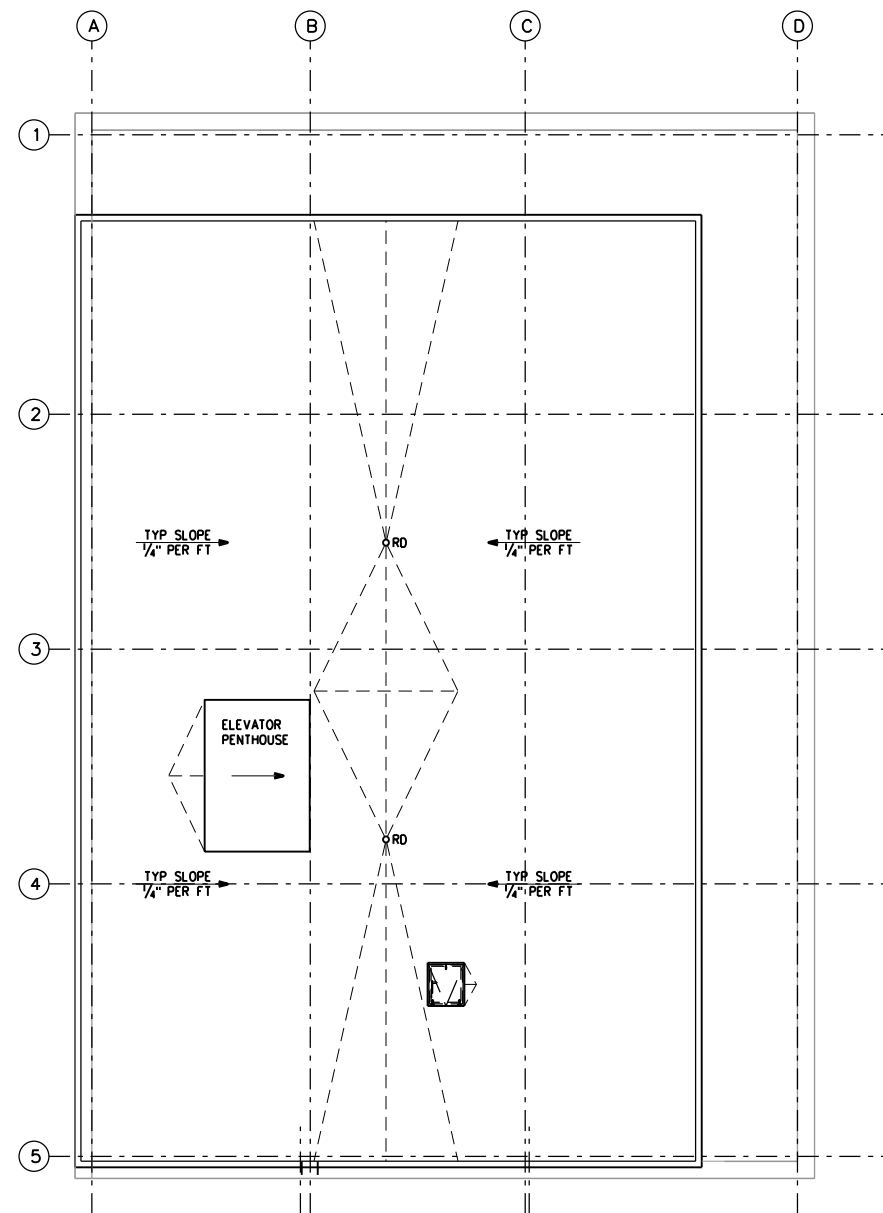 A
B
C
D
1
2
TYP SLOPE
1/4" PER FT
RD
TYP SLOPE
1/4" PER FT
3
ELEVATOR
PENTHOUSE
RD
4
TYP SLOPE
1/4" PER FT
TYP SLOPE
1/4" PER FT
5